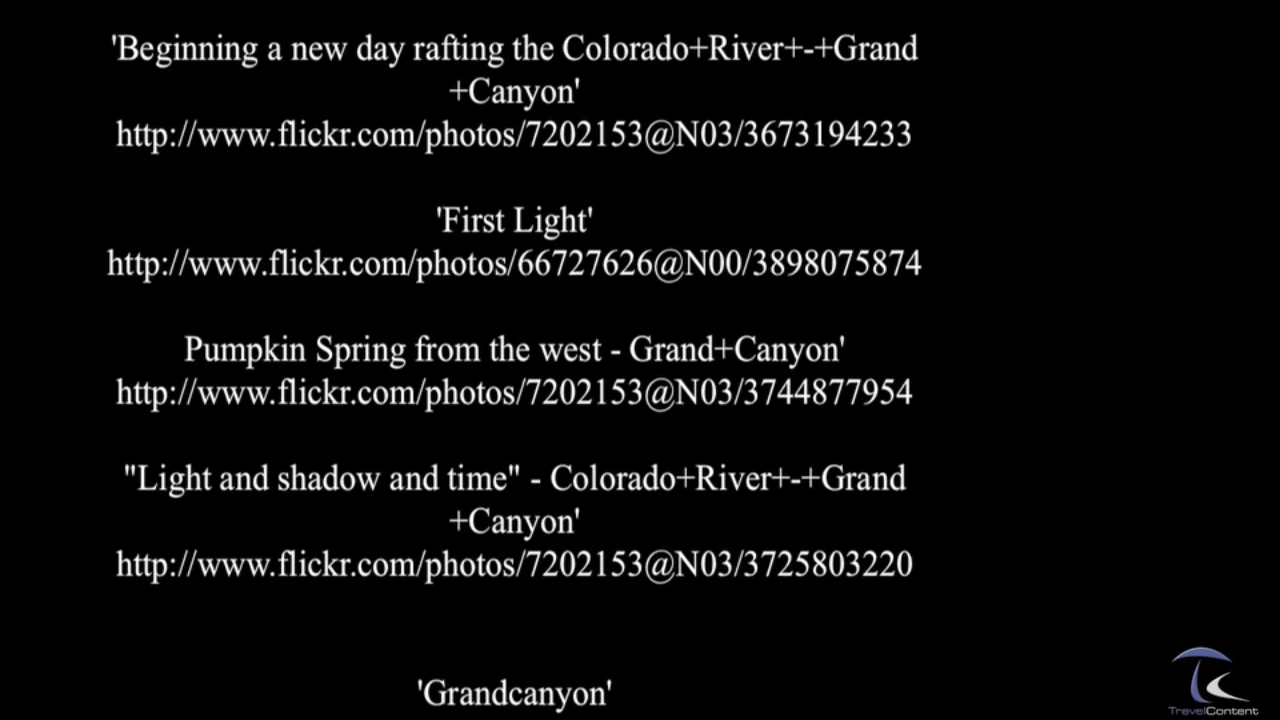 'Beginning a new day rafting the Colorado+River+-+Grand
+Canyon'
http://www.flickr.com/photos/7202153@N03/3673194233
'First Light'
http://www.flickr.com/photos/66727626@N00/3898075874
Pumpkin Spring from the west - Grand+Canyon'
http://www.flickr.com/photos/7202153@N03/3744877954
"Light and shadow and time" - Colorado+River+-+Grand
+Canyon'
http://www.flickr.com/photos/7202153@N03/3725803220
'Grandcanyon'
TravelContent